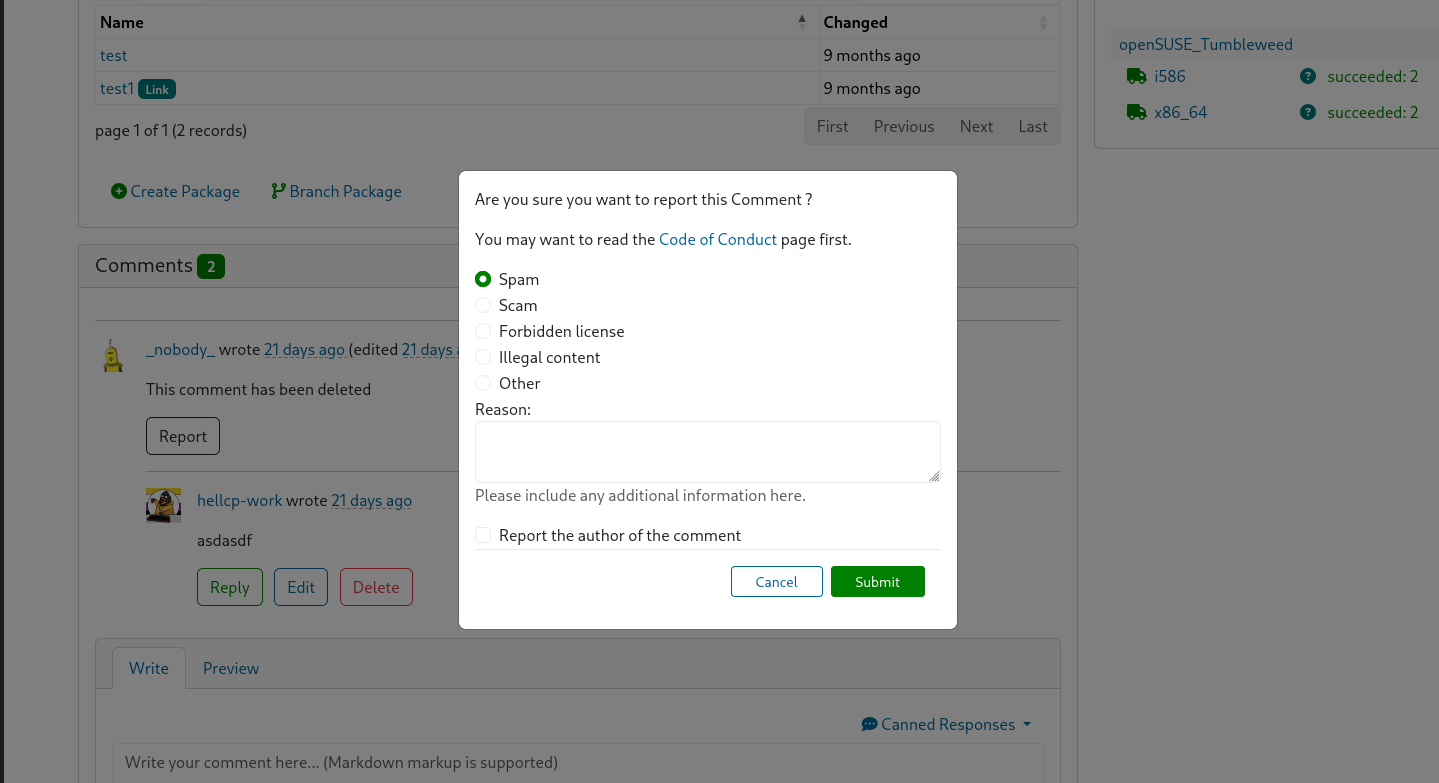 Name Changed
test 9 months ago
test1 Link 9 months ago
page 1 of 1 (2 records)
First Previous Next Last
Create Package Branch Package
openSUSE_Tumbleweed
i586 succeeded: 2
x86_64 succeeded: 2
Comments 2
_nobody_ wrote 21 days ago (edited 21 days
This comment has been deleted
Report
hellcp-work wrote 21 days ago
asdasdf
Reply Edit Delete
Are you sure you want to report this Comment ?
You may want to read the Code of Conduct page first.
Spam
Scam
Forbidden license
Illegal content
Other
Reason:
Please include any additional information here.
Report the author of the comment
Cancel Submit
Write Preview
Canned Responses
Write your comment here... (Markdown markup is supported)